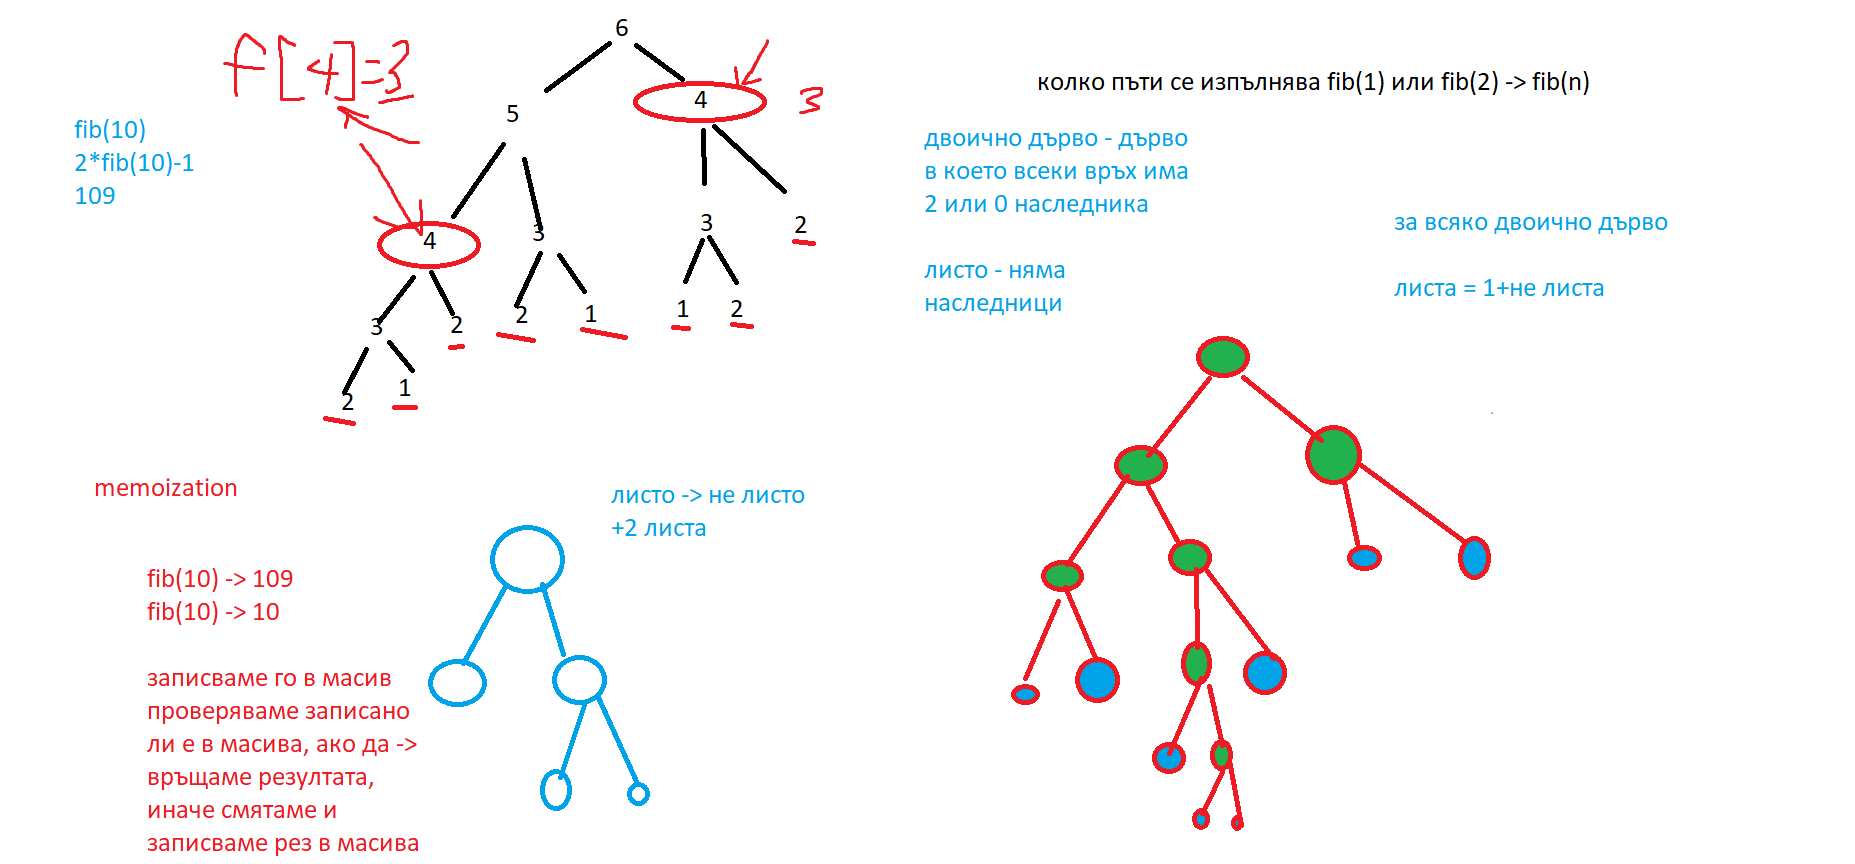 f[4]=3
6
5
4
3
4
3
3
2
3
2
2
1
1
2
2
1
fib(10)
2*fib(10)-1
109
колко пъти се изпълнява fib(1) или fib(2) -> fib(n)
двоично дърво - дърво
в което всеки връх има
2 или 0 наследника
листо - няма
наследници
за всяко двоично дърво
листа = 1+не листа
memoization
fib(10) -> 109
fib(10) -> 10
записваме го в масив
проверяваме записано
ли е в масива, ако да ->
връщаме резултата,
иначе смятаме и
записваме рез в масива
листо -> не листо
+2 листа